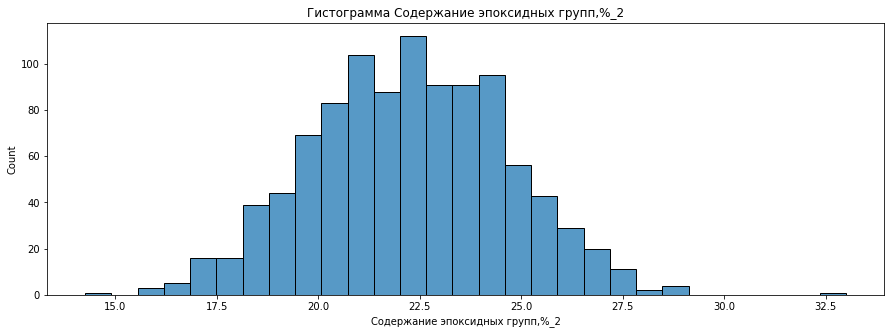 Гистограмма Содержание эпоксидных групп,%_2
100
80
60
40
20
0
Count
15.0 17.5 20.0 22.5 25.0 27.5 30.0 32.5
Содержание эпоксидных групп,%_2